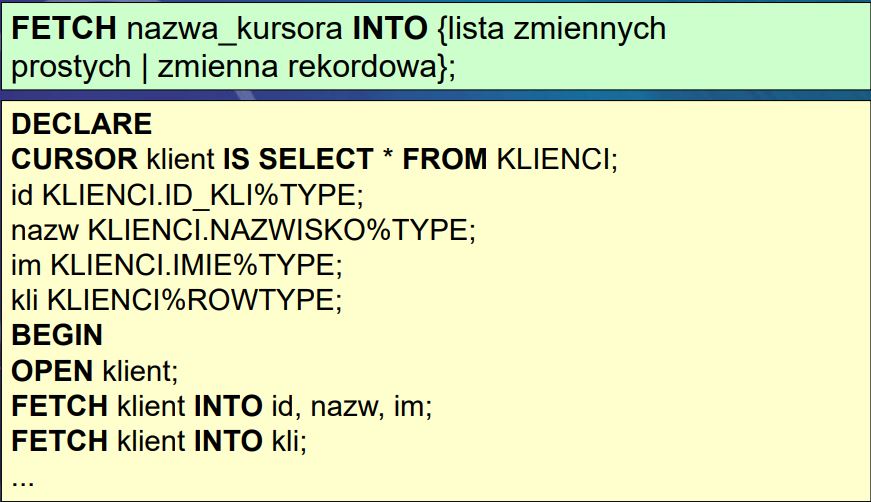 FETCH nazwa_kursora INTO {lista zmiennych
prostych | zmienna rekordowa};
DECLARE
CURSOR klient IS SELECT * FROM KLIENCI;
id KLIENCI.ID_KLI%TYPE;
nazw KLIENCI.NAZWISKO%TYPE;
im KLIENCI.IMIE%TYPE;
kli KLIENCI%ROWTYPE;
BEGIN
OPEN klient;
FETCH klient INTO id, nazw, im;
FETCH klient INTO kli;
...